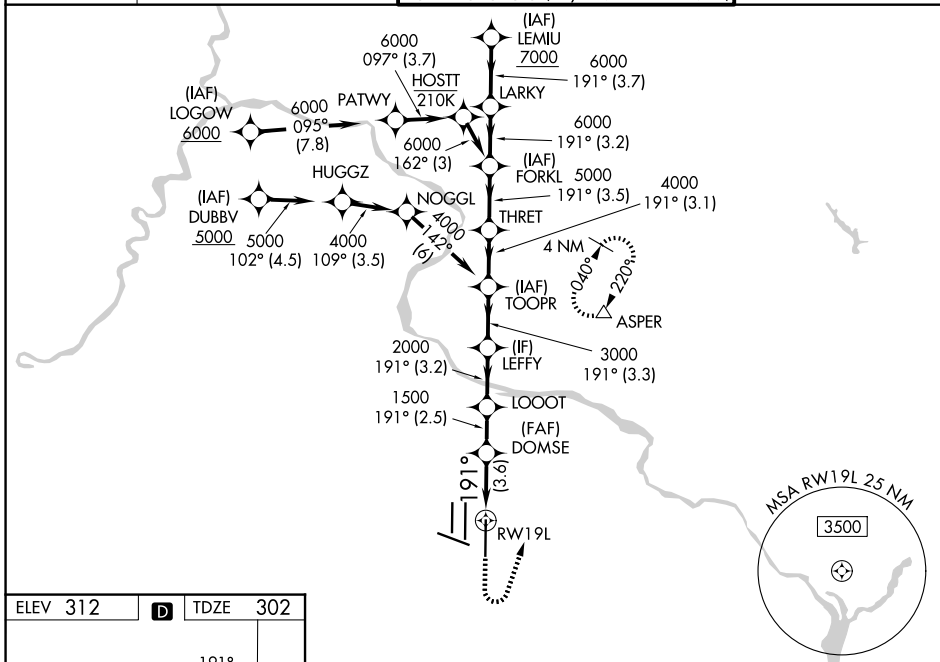 (IAF)
LEMIU
7000
6000
097° (3.7)
6000
191° (3.7)
HOSTT
210K
PATWY
LARKY
(IAF)
LOGOW
6000
6000
095°
(7.8)
6000
191° (3.2)
6000
162° (3)
(IAF)
FORKL
HUGGZ
5000
191° (3.5)
4000
191° (3.1)
(IAF)
DUBBV
5000
NOGGL
THRET
4000
142°
(6)
5000
102° (4.5)
4000
109° (3.5)
4 NM
040°
220°
(IAF)
TOOPR
ASPER
2000
191° (3.2)
(IF)
LEFFY
3000
191° (3.3)
1500
191° (2.5)
LOOOT
(FAF)
DOMSE
191°
(3.6)
RW19L
MSA RW19L 25 NM
3500
ELEV 312 D TDZE 302
191°